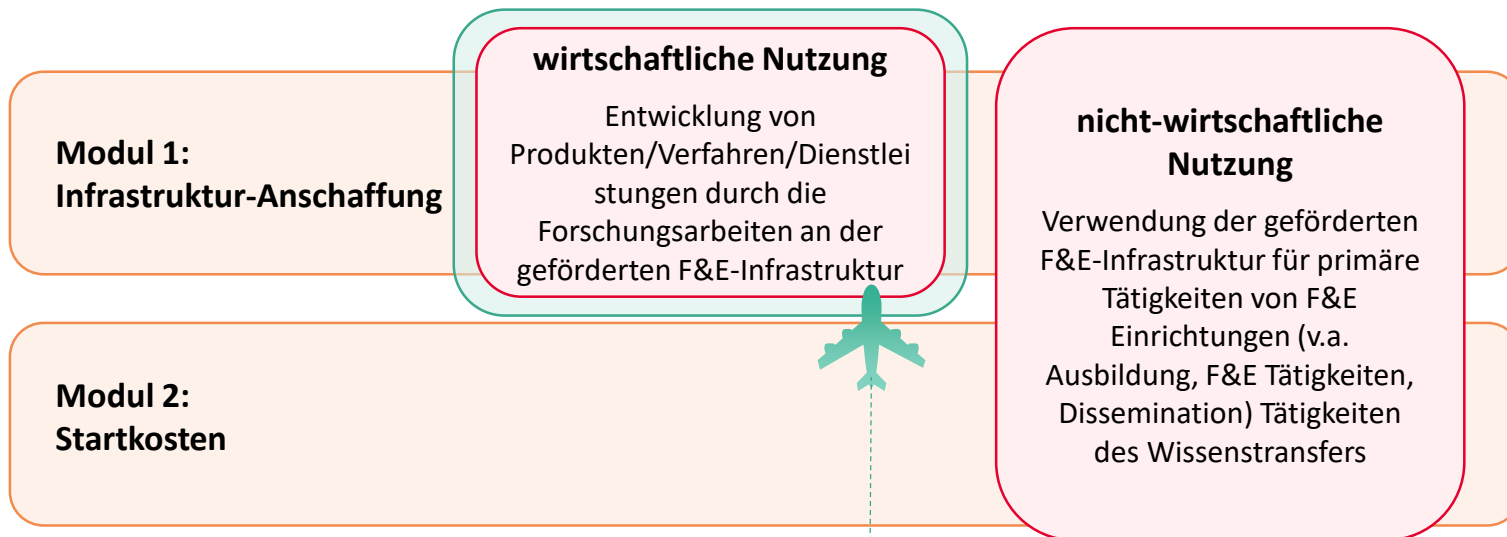 Modul 1:
Infrastruktur-Anschaffung
wirtschaftliche Nutzung
Entwicklung von
Produkten/Verfahren/Dienstlei
stungen durch die
Forschungsarbeiten an der
geförderten F&E-Infrastruktur
nicht-wirtschaftliche
Nutzung
Verwendung der geförderten
F&E-Infrastruktur für primäre
Tätigkeiten von F&E
Einrichtungen (v.a.
Ausbildung, F&E Tätigkeiten,
Dissemination) Tätigkeiten
des Wissenstransfers
Modul 2:
Startkosten